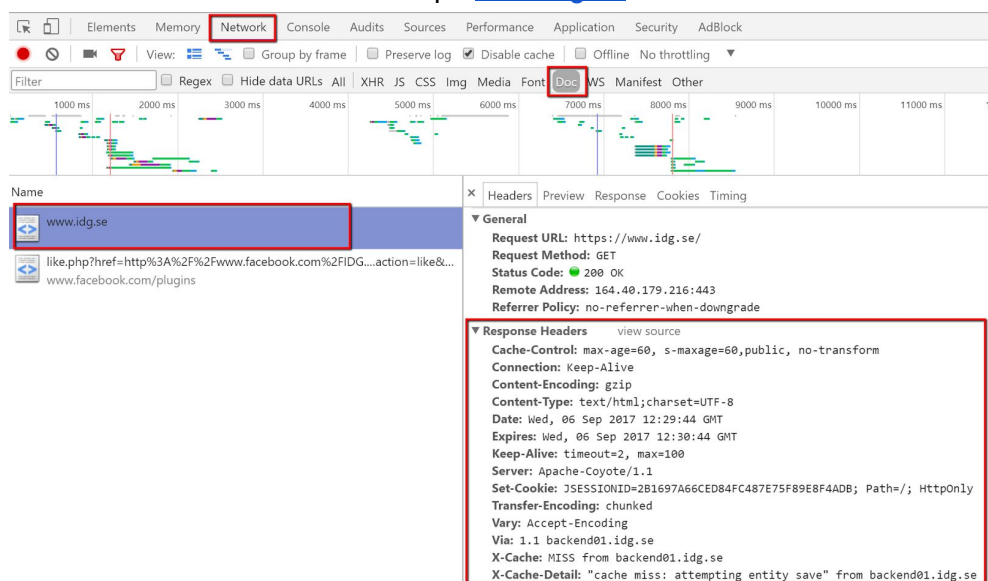 Elements Memory Network Console Audits Sources Performance Application Security AdBlock
View: Group by frame Preserve log Disable cache Offline No throttling
Filter Regex Hide data URLs All XHR JS CSS Img Media Font Doc WS Manifest Other
1000 ms 2000 ms 3000 ms 4000 ms 5000 ms 6000 ms 7000 ms 8000 ms 9000 ms 10000 ms 11000 ms
Name
www.idg.se
like.php?href=http%3A%2F%2Fwww.facebook.com%2FIDG....action=like&...
www.facebook.com/plugins
× Headers Preview Response Cookies Timing
General
Request URL: https://www.idg.se/
Request Method: GET
Status Code: 200 OK
Remote Address: 164.40.179.216:443
Referrer Policy: no-referrer-when-downgrade
Response Headers view source
Cache-Control: max-age=60, s-maxage=60,public, no-transform
Connection: Keep-Alive
Content-Encoding: gzip
Content-Type: text/html;charset=UTF-8
Date: Wed, 06 Sep 2017 12:29:44 GMT
Expires: Wed, 06 Sep 2017 12:30:44 GMT
Keep-Alive: timeout=2, max=100
Server: Apache-Coyote/1.1
Set-Cookie: JSESSIONID=2B1697A66CED84FC487E75F89E8F4ADB; Path=/; HttpOnly
Transfer-Encoding: chunked
Vary: Accept-Encoding
Via: 1.1 backend01.idg.se
X-Cache: MISS from backend01.idg.se
X-Cache-Detail: "cache miss: attempting entity save" from backend01.idg.se